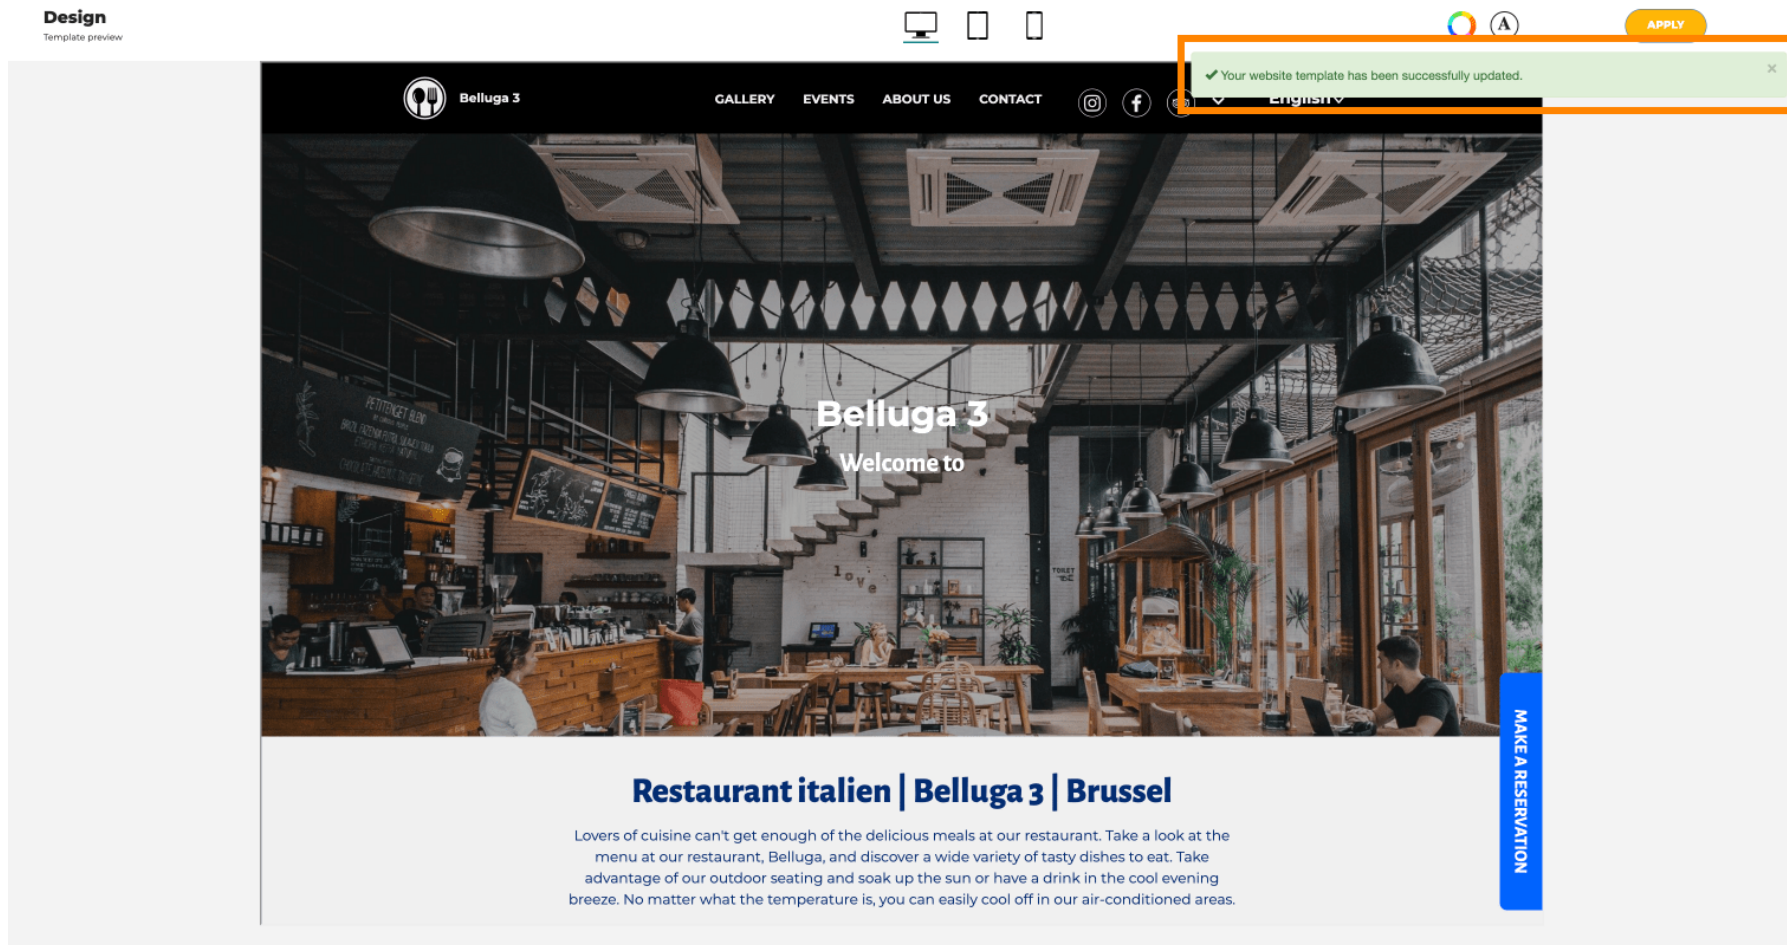 Design
Template preview
A
APPLY
✔ Your website template has been successfully updated.
×
Belluga 3
GALLERY EVENTS ABOUT US CONTACT
English
PETITENGET BLEND
Belluga 3
Welcome to
love
TOILET
Restaurant italien | Belluga 3 | Brussel
Lovers of cuisine can't get enough of the delicious meals at our restaurant. Take a look at the
menu at our restaurant, Belluga, and discover a wide variety of tasty dishes to eat. Take
advantage of our outdoor seating and soak up the sun or have a drink in the cool evening
breeze. No matter what the temperature is, you can easily cool off in our air-conditioned areas.
MAKE A RESERVATION